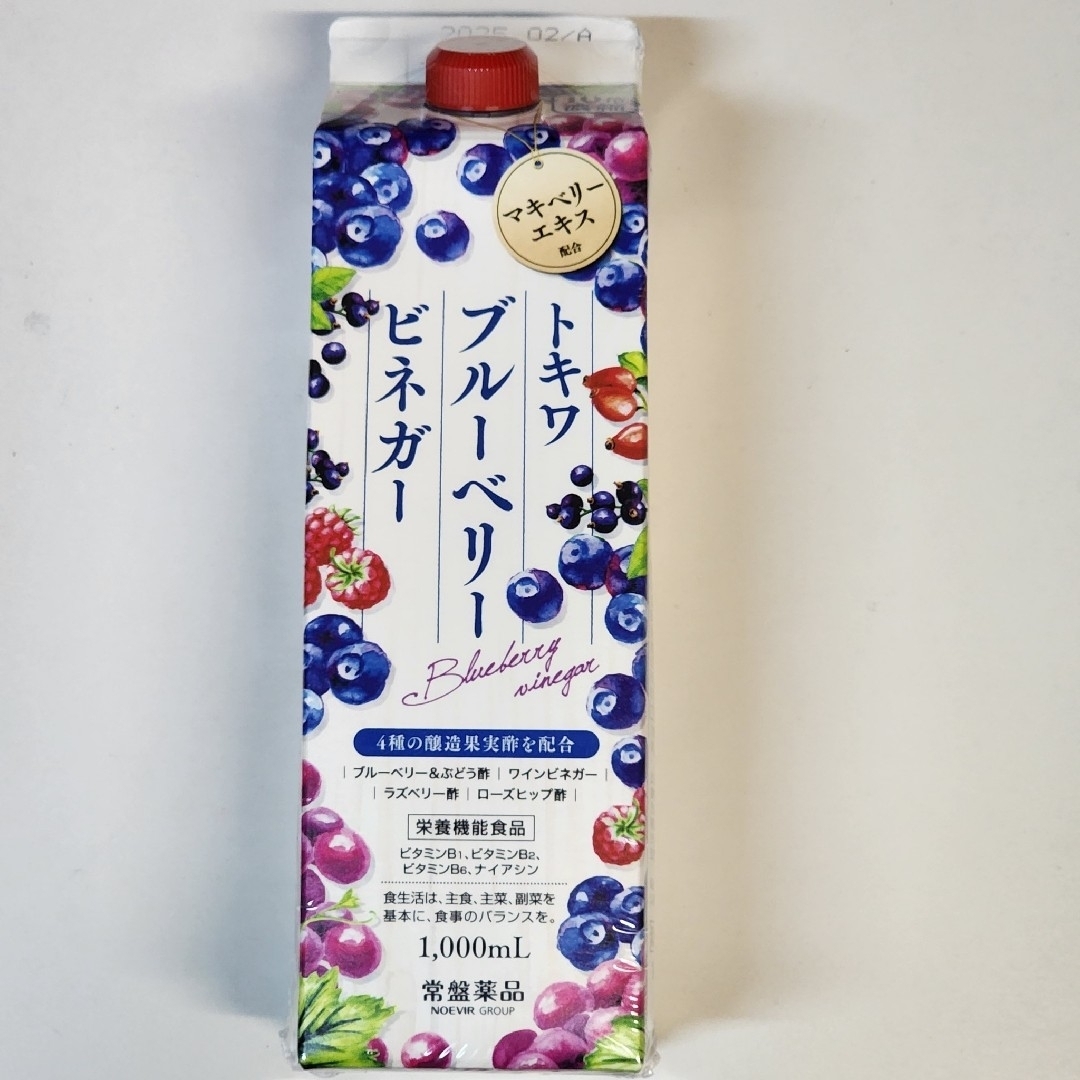 2025.02/A
マキベリー
エキス
配合
トキワ
ブルーベリー
ビネガー
Blueberry
vinegar
4種の醸造果実酢を配合
ブルーベリー&ぶどう酢 | ワインビネガー
ラズベリー酢 | ローズヒップ酢
栄養機能食品
ビタミンB1、ビタミンB2、
ビタミンB6、ナイアシン
食生活は、主食、主菜、副菜を
基本に、食事のバランスを。
1,000mL
常盤薬品
NOEVIR GROUP